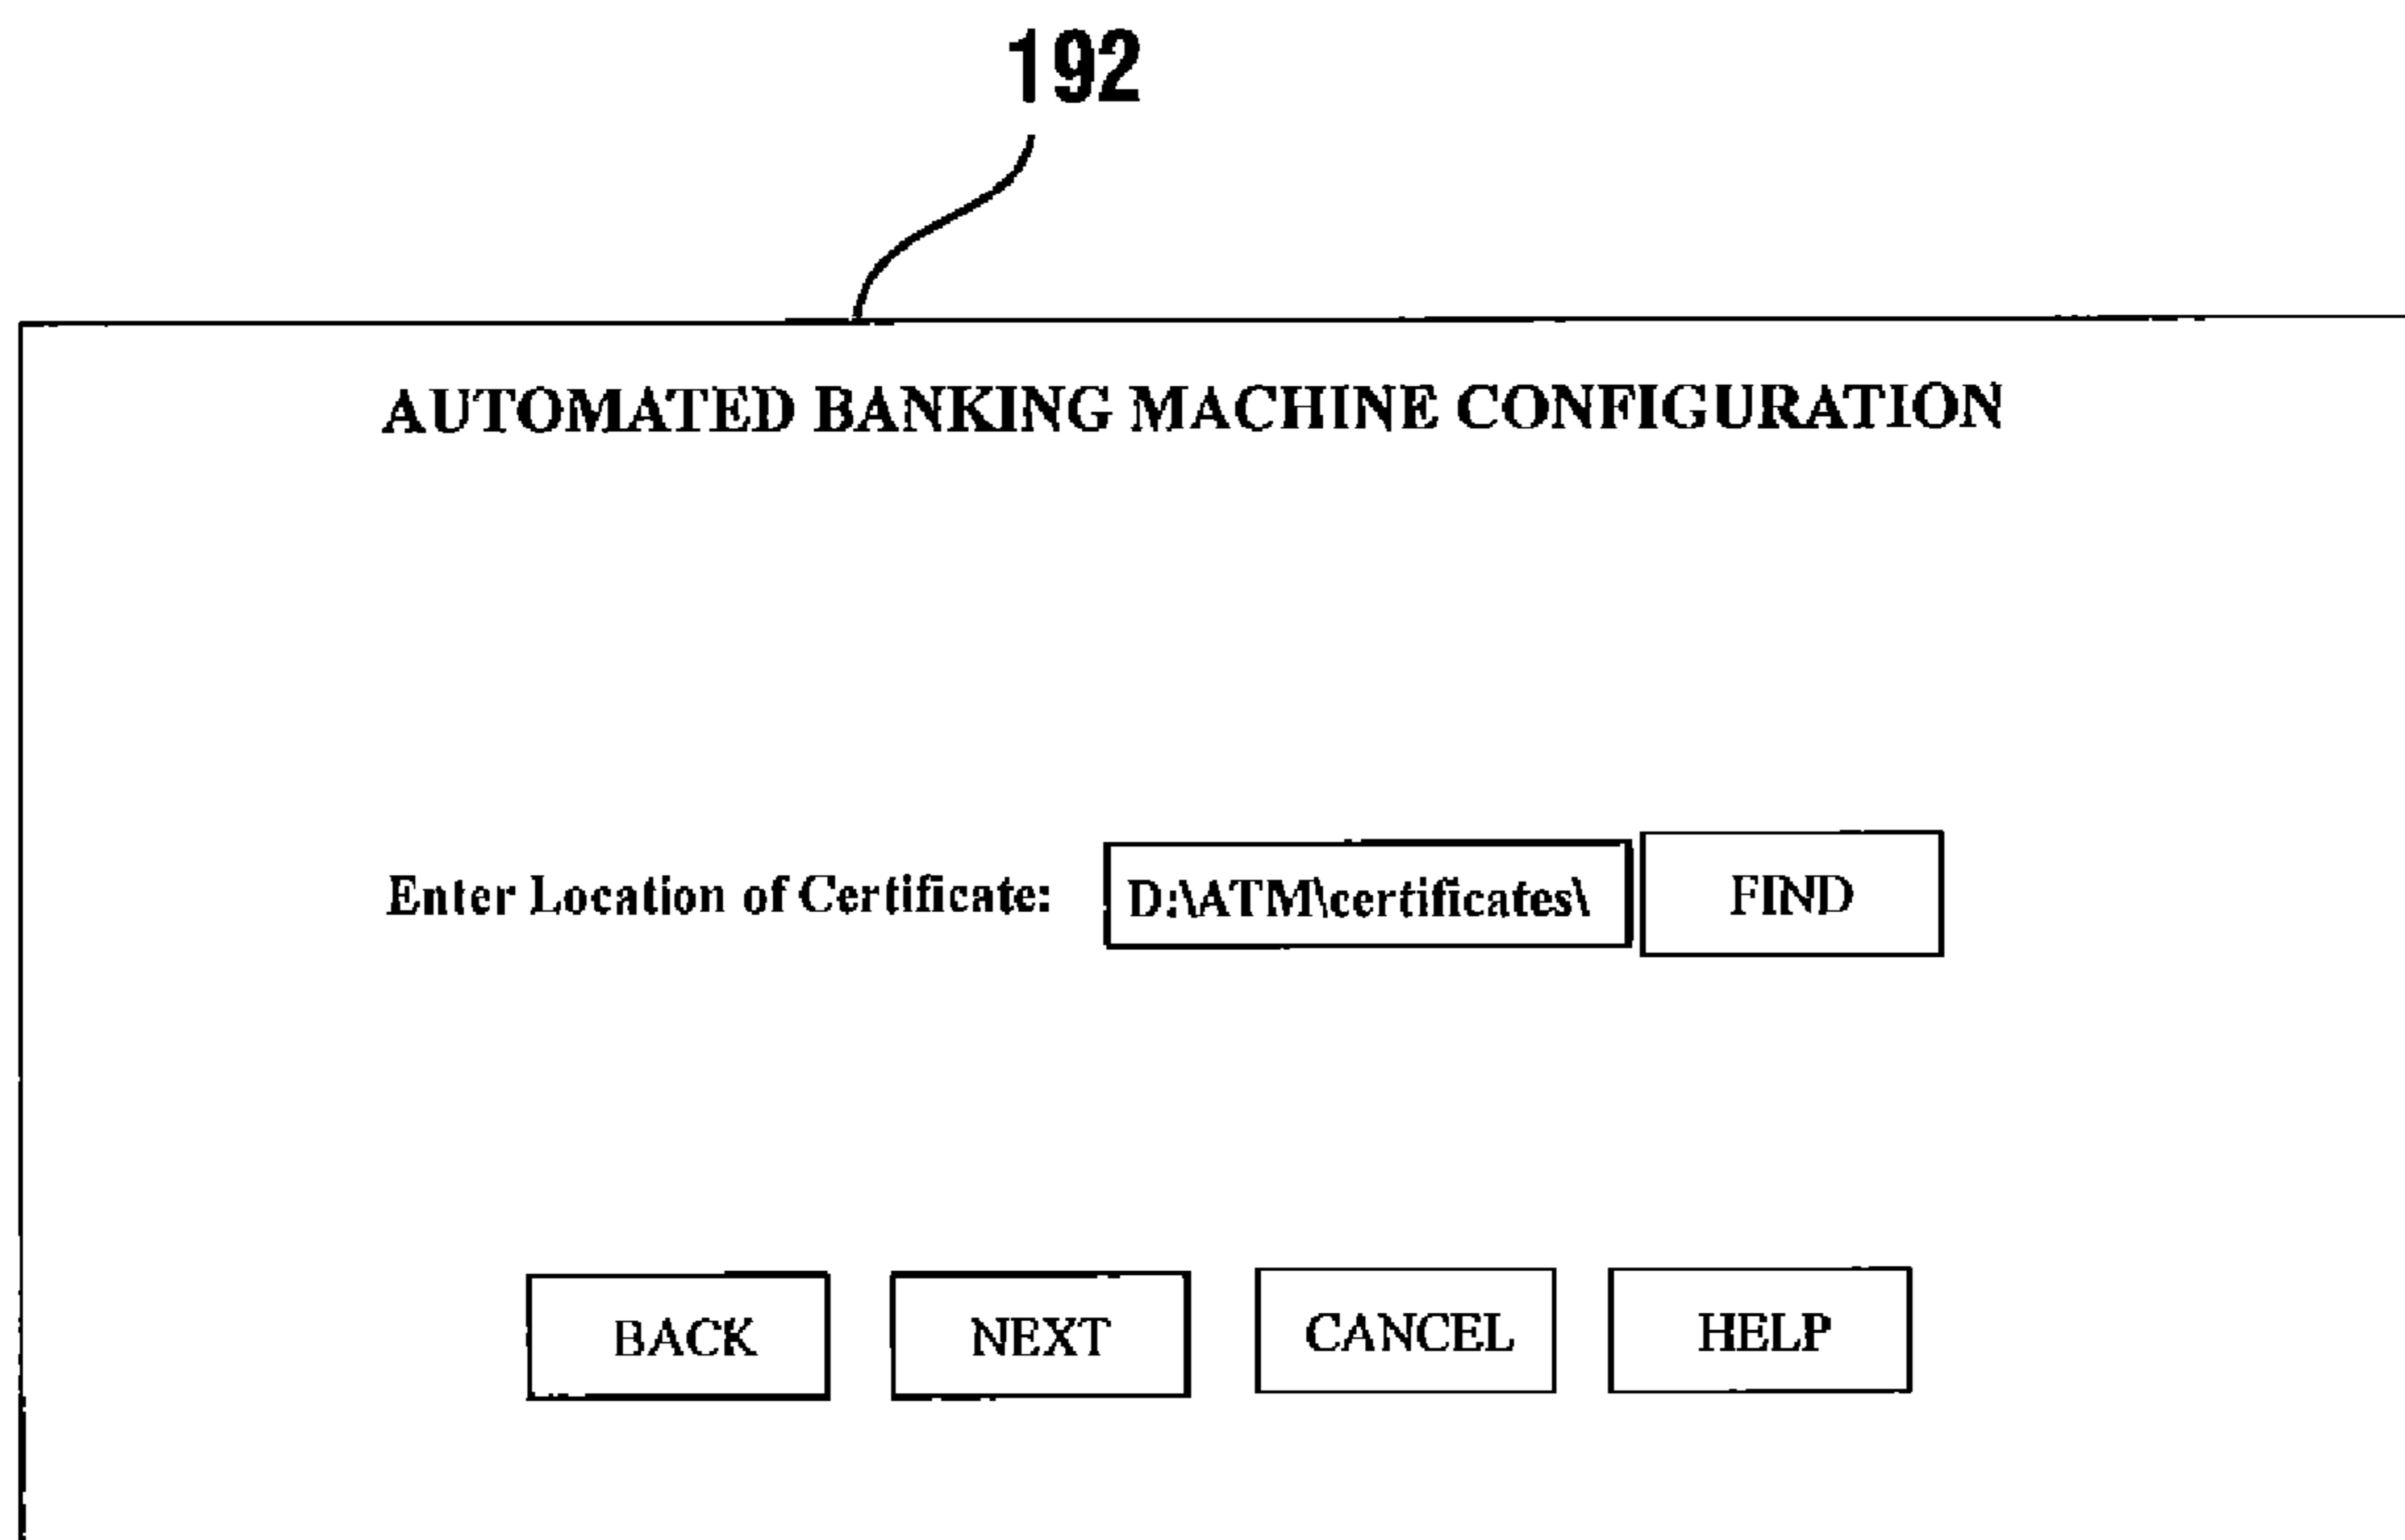 192
AUTOMATED BANKING MACHINE CONFIGURATION
Enter Location of Certificate: D:\ATM\certificates\ FIND
BACK NEXT CANCEL HELP